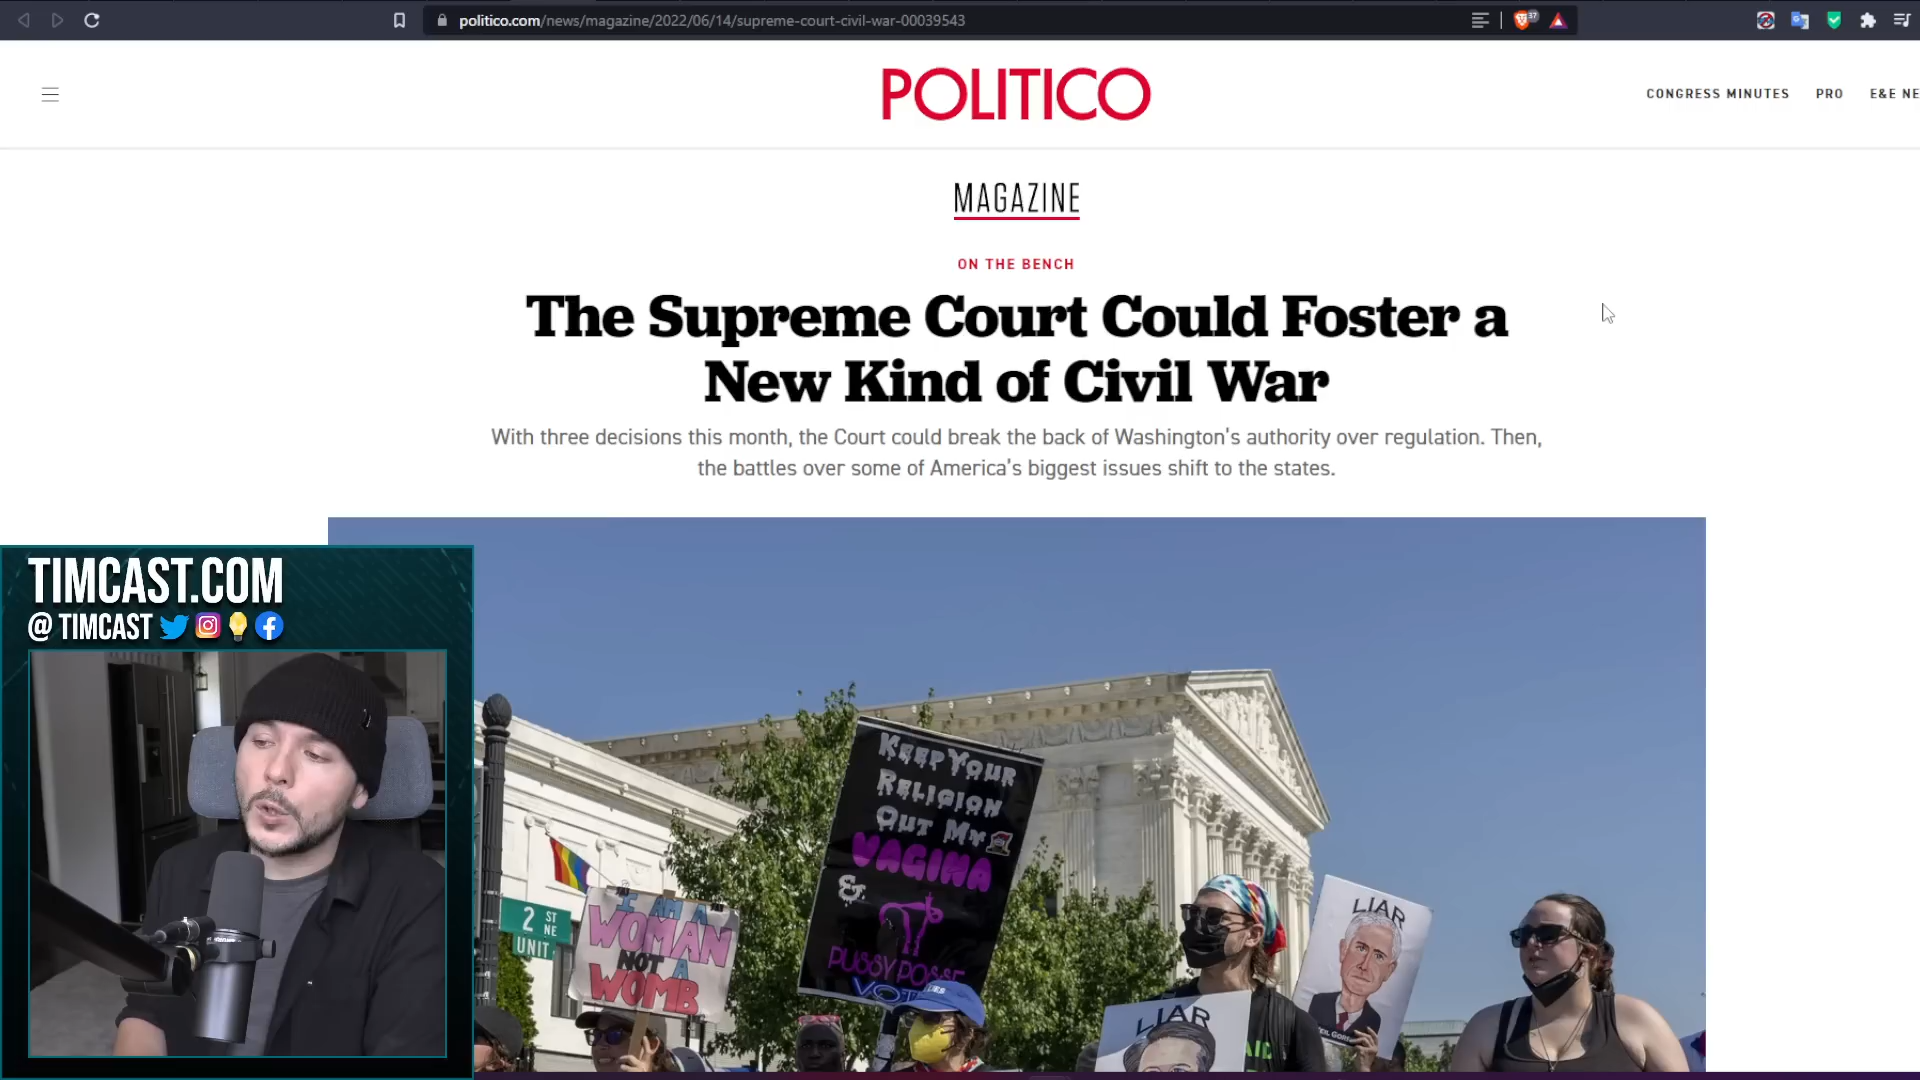 politico.com/news/magazine/2022/06/14/supreme-court-civil-war-00039543
37
POLITICO
CONGRESS MINUTES
PRO
E&E NE
MAGAZINE
ON THE BENCH
The Supreme Court Could Foster a
New Kind of Civil War
With three decisions this month, the Court could break the back of Washington's authority over regulation. Then,
the battles over some of America's biggest issues shift to the states.
TIMCAST.COM
@ TIMCAST
KEEP YOUR
RELIGION
OUT MY
VAGINA
&
PUSSY POSSE
VOTE
2 ST
NE
UNIT
I AM A
WOMAN
NOT A
WOMB
LIAR
LIAR